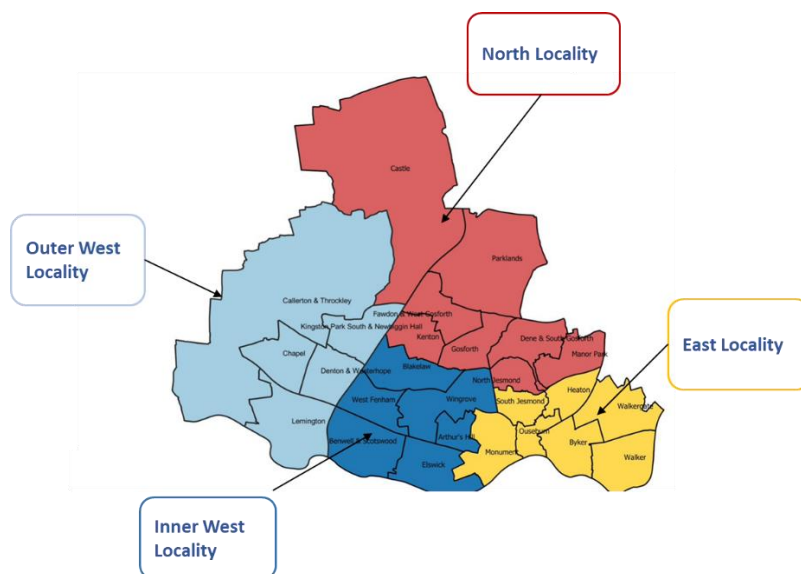 North Locality
Castle
Outer West
Locality
Parklands
Callerton & Throckley
Fawdon & West Gosforth
Kingston Park South & Newbiggin Hall
Kenton
Dene & South Gosforth
Gosforth
Manor Park
Chapel
Denton & Westerhope
Blakelaw
East Locality
North Jesmond
Heaton
West Fenham
Wingrove
South Jesmond
Walkergate
Lemington
Ouseburn
Arthur's Hill
Byker
Benwell & Scotswood
Monument
Walker
Elswick
Inner West
Locality